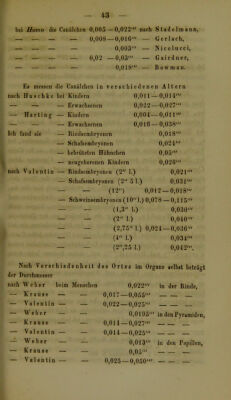 — 43 —
bei Henen die Canälchen 0,005—0,022''' nach Stadelmann,
— — — 0,008—0,016''' — Gerlach,
— — — 0,003''' — Nicolucci,
— — — 0,02 —0,03''' — Gairdner,
— — — 0,018''' — Bowman.
Es messen die Canälchen in verschiedenen Altern
nach Huschke bei Kindern 0,001—0,014'''
— — — Erwachsenen 0,022—0,027'''
— Harting — Kindern 0,004—0,011'''
— — — Erwachsenen 0,016—0,038'''
Ich fand sie — Rindsembryonen 0,018'''
— — Schafsembryonen 0,024'''
— — bebrüteten Hühnchen 0,05'''
— — neugeborenen Kindern 0,026'''
nach Valentin — Rindsembryonen (2'' l.) 0,021'''
— — Schafsembryonen (2'' 5 l.) 0,031'''
— — (12'') 0,012—0,018'''
— — Schweinsembryonen (10'''l.) 0,078—0,115'''
— — (1,3'' l.) 0,030'''
— — (2'' l.) 0,040'''
— — (2,75'' l.) 0,024—0,036'''
— — (4'' l.) 0,034'''
— — (2'',25 l.) 0,042'''.
Nach Verschiedenheit des Ortes im Organe selbst beträgt
der Durchmesser
nach Weber beim Menschen 0,022''' in der Rinde,
— Krause — — 0,017—0,055''' — — —
— Valentin — — 0,022—0,025''' — — —
— Weber — — 0,0195''' in den Pyramiden,
— Krause — — 0,014—0,027''' — — —
— Valentin — — 0,014—0,025''' — — —
— Weber — — 0,013''' in den Papillen,
— Krause — — 0,05''' — — —
— Valentin — — 0,025—0,050''' — — —